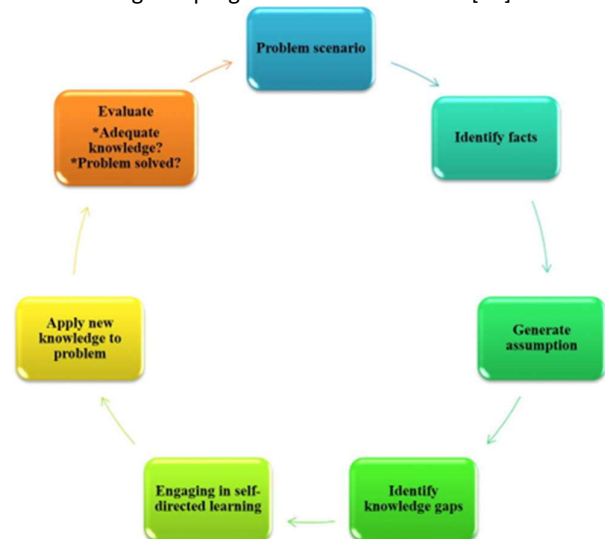 Problem scenario
Identify facts
Generate
assumption
Identify
knowledge gaps
Engaging in self-
directed learning
Apply new
knowledge to
problem
Evaluate
*Adequate
knowledge?
*Problem solved?